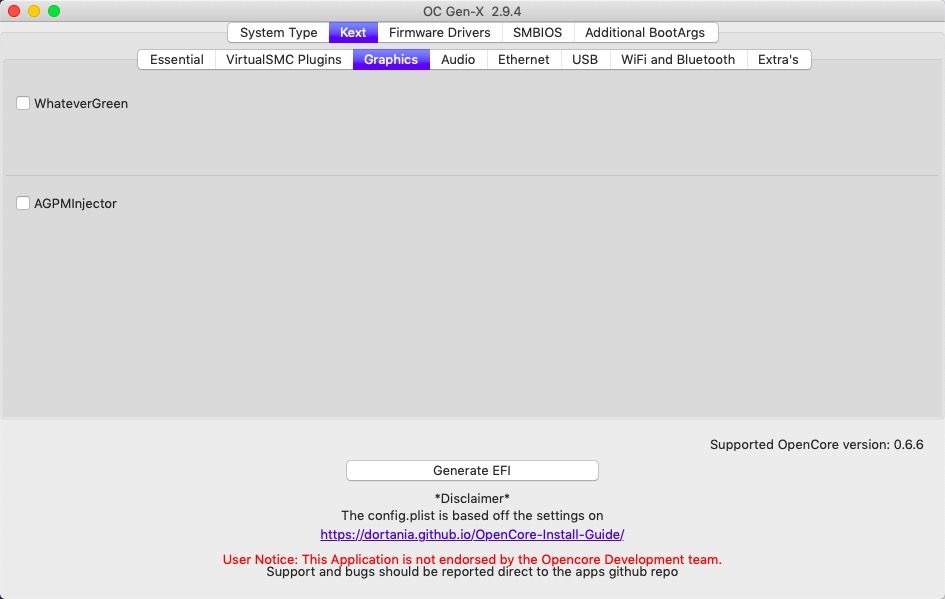 OC Gen-X 2.9.4
System Type Kext Firmware Drivers SMBIOS Additional BootArgs
Essential VirtualSMC Plugins Graphics Audio Ethernet USB WiFi and Bluetooth Extra's
WhateverGreen
AGPMInjector
Supported OpenCore version: 0.6.6
Generate EFI
*Disclaimer*
The config.plist is based off the settings on
https://dortania.github.io/OpenCore-Install-Guide/
User Notice: This Application is not endorsed by the Opencore Development team.
Support and bugs should be reported direct to the apps github repo